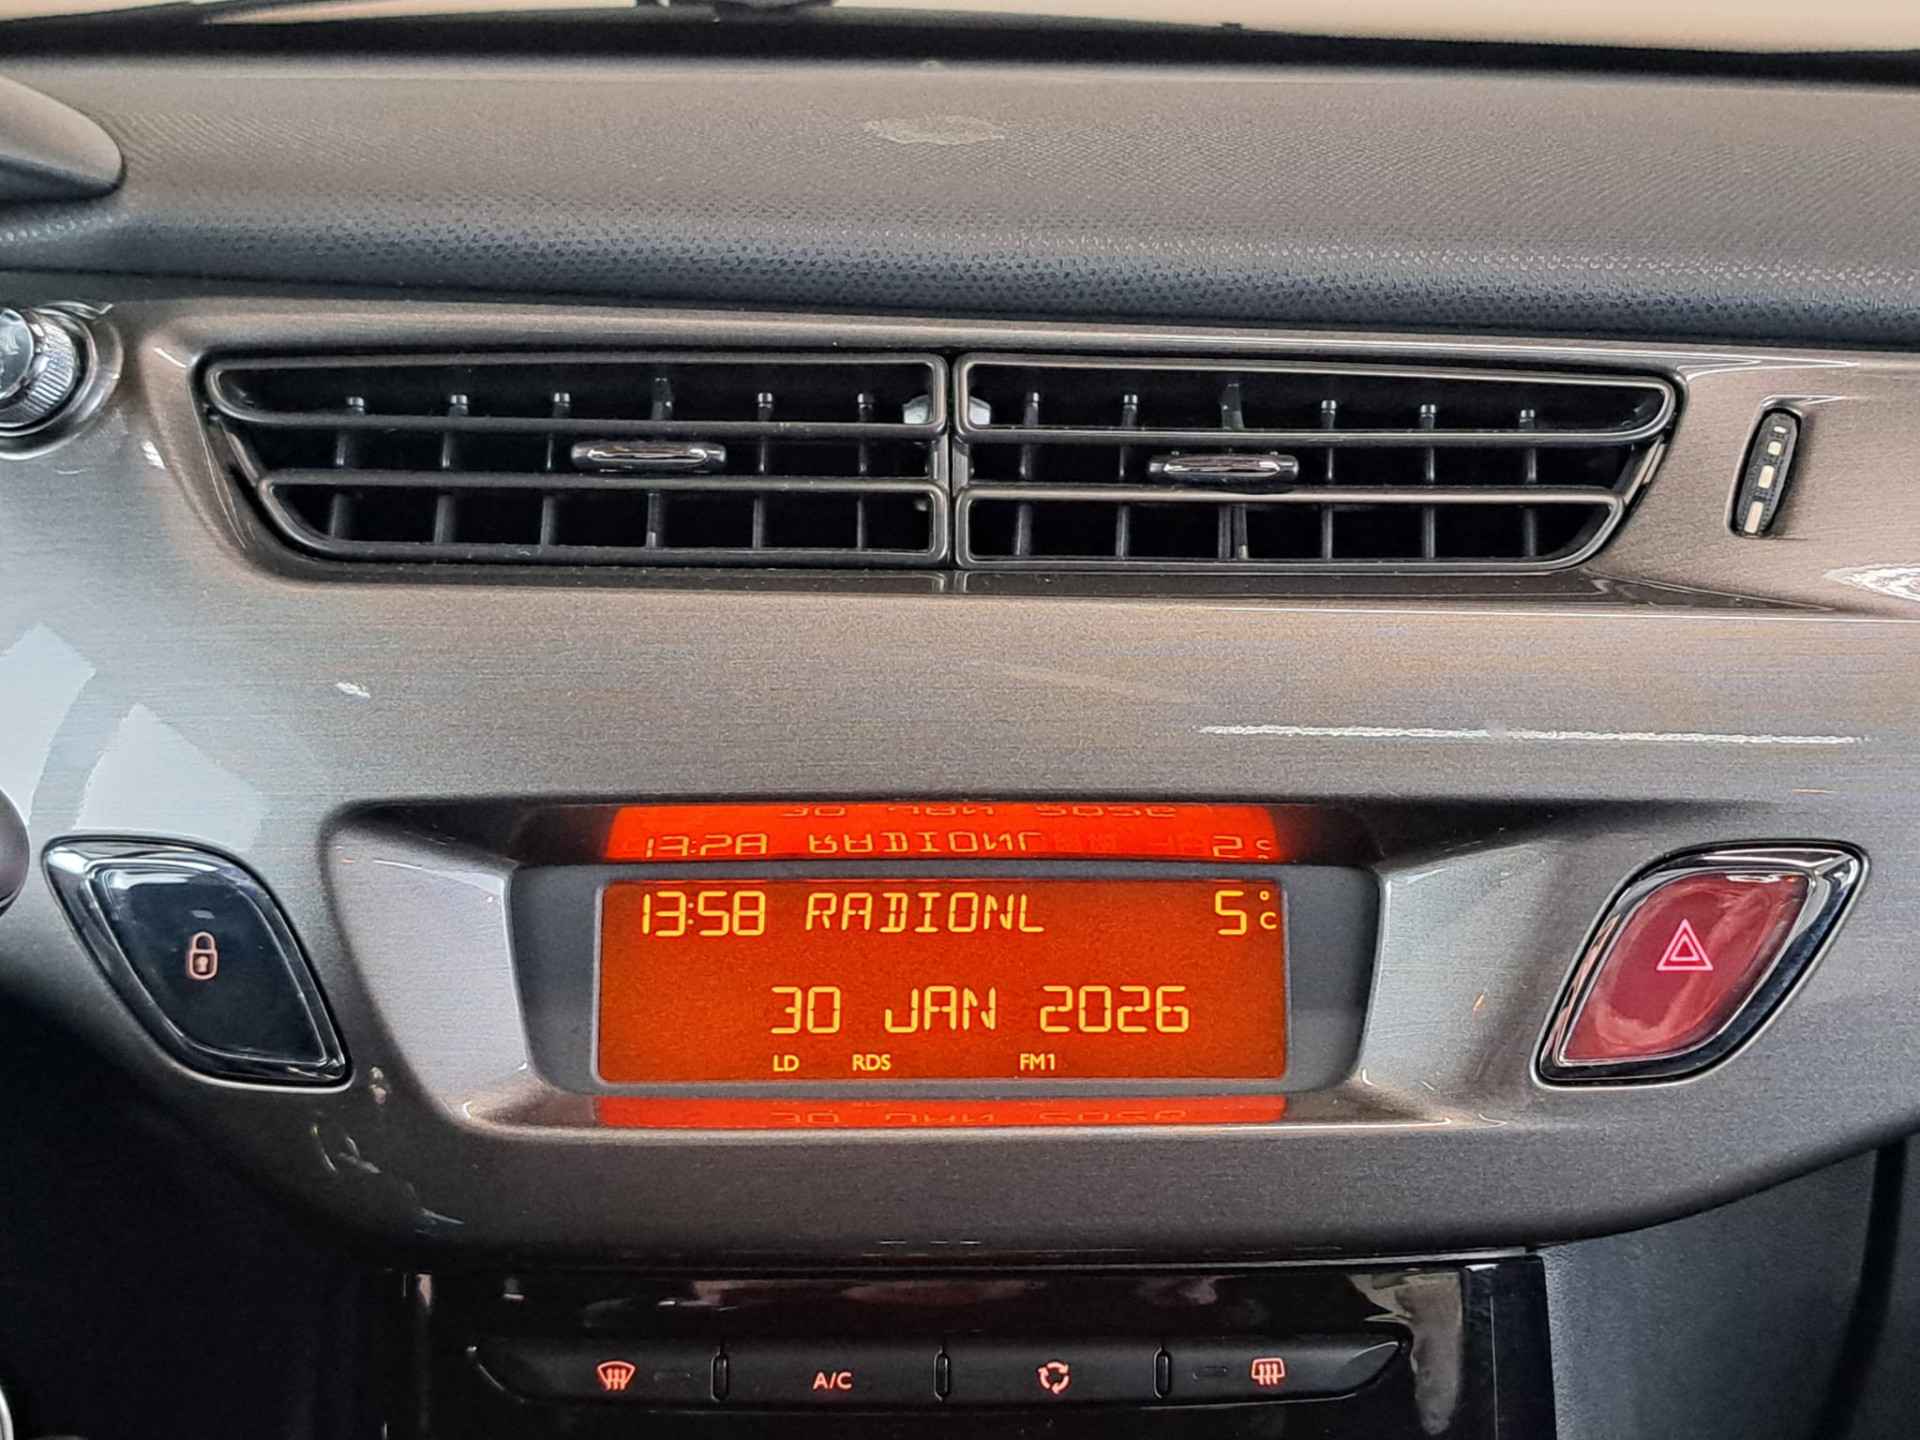 13:58 RADIONL 5°C
30 JAN 2026
LD RDS FM1
A/C